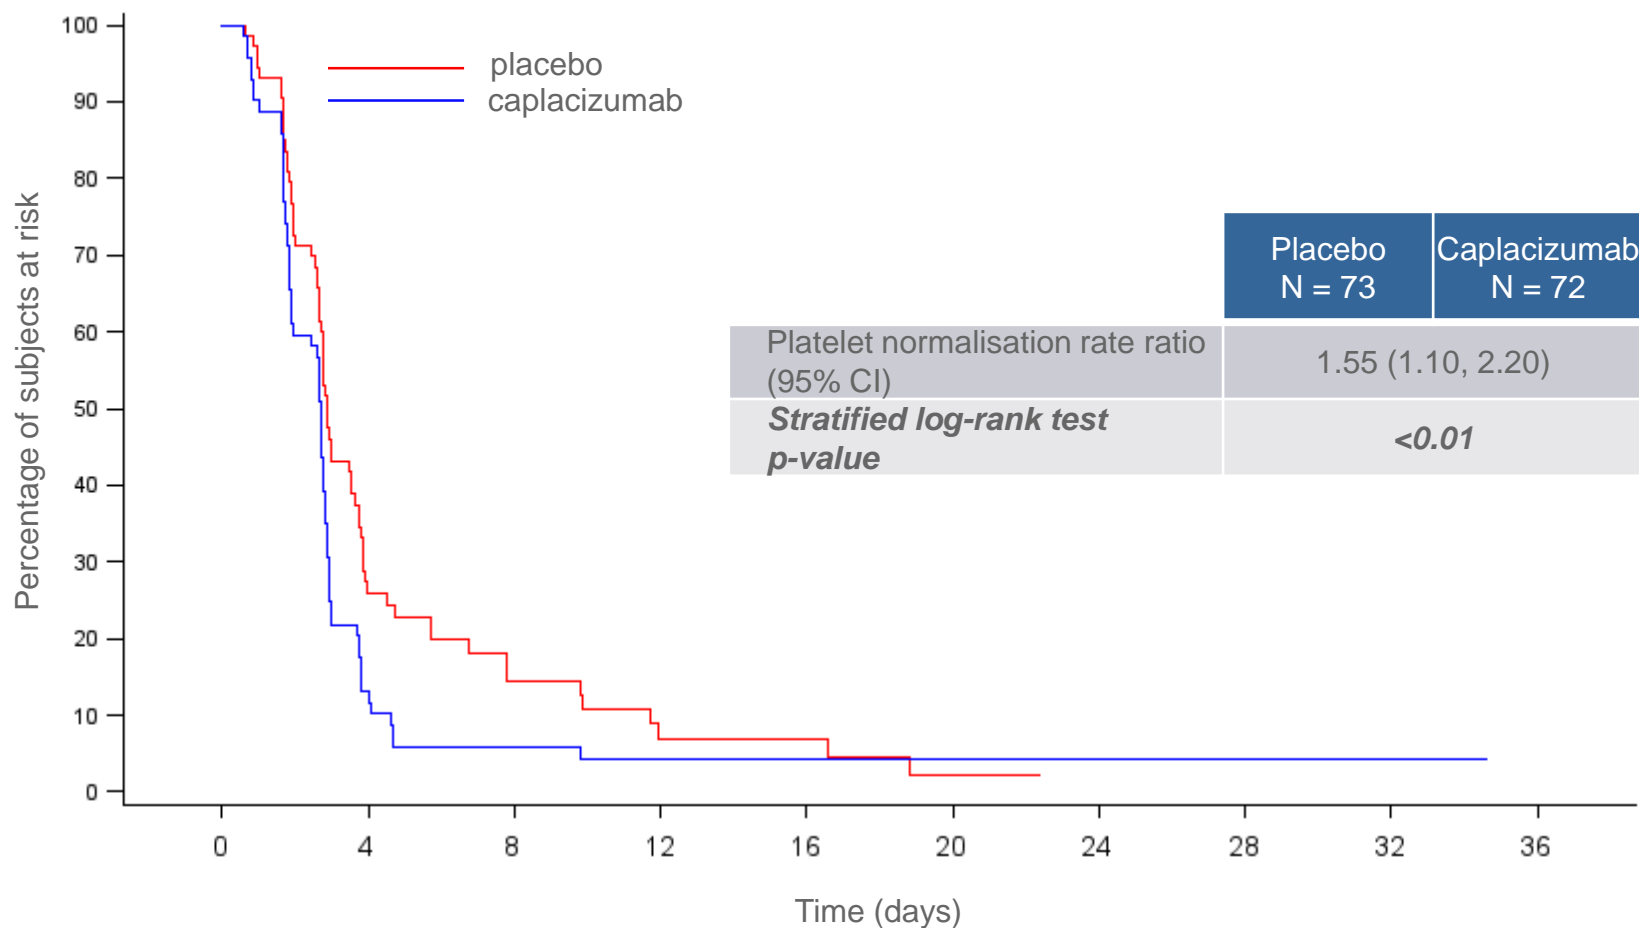 100
90
80
70
60
50
40
30
20
10
0
Percentage of subjects at risk
placebo
caplacizumab
Placebo
N = 73
Caplacizumab
N = 72
Platelet normalisation rate ratio
(95% CI)
1.55 (1.10, 2.20)
Stratified log-rank test
p-value
<0.01
0 4 8 12 16 20 24 28 32 36
Time (days)